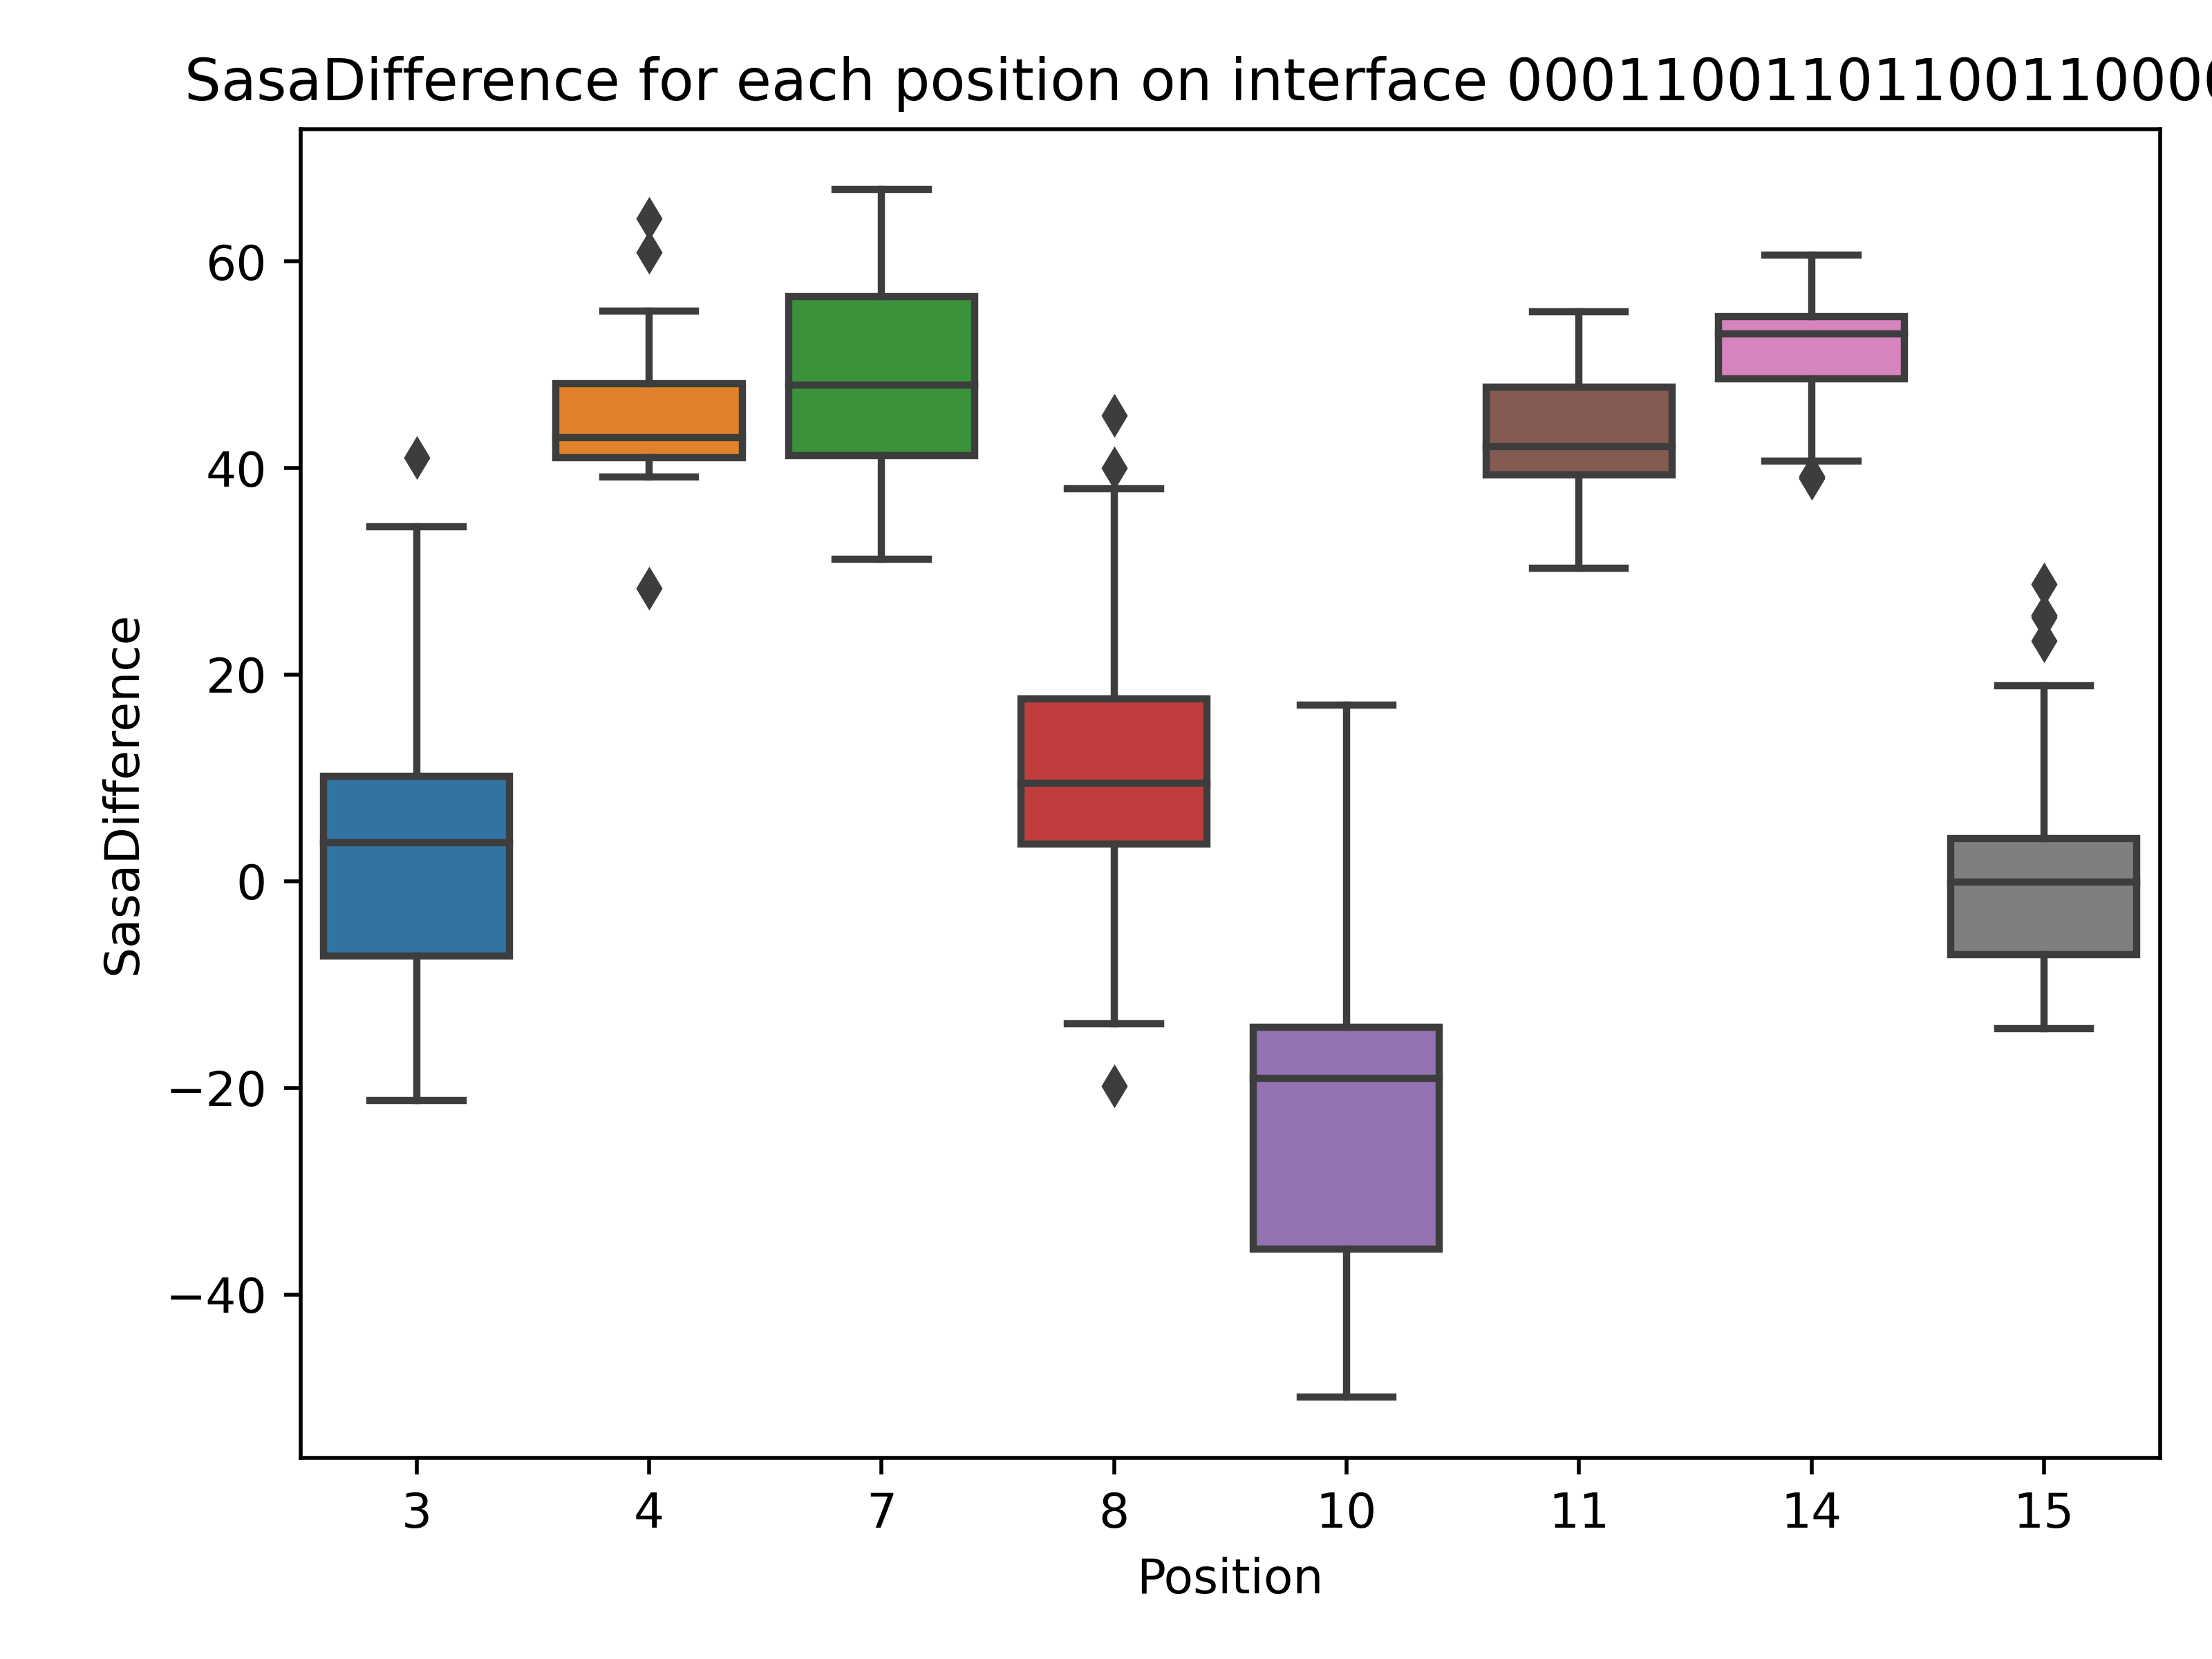 SasaDifference for each position on interface 00011001101100110000
60
40
20
0
−20
−40
SasaDifference
3 4 7 8 10 11 14 15
Position